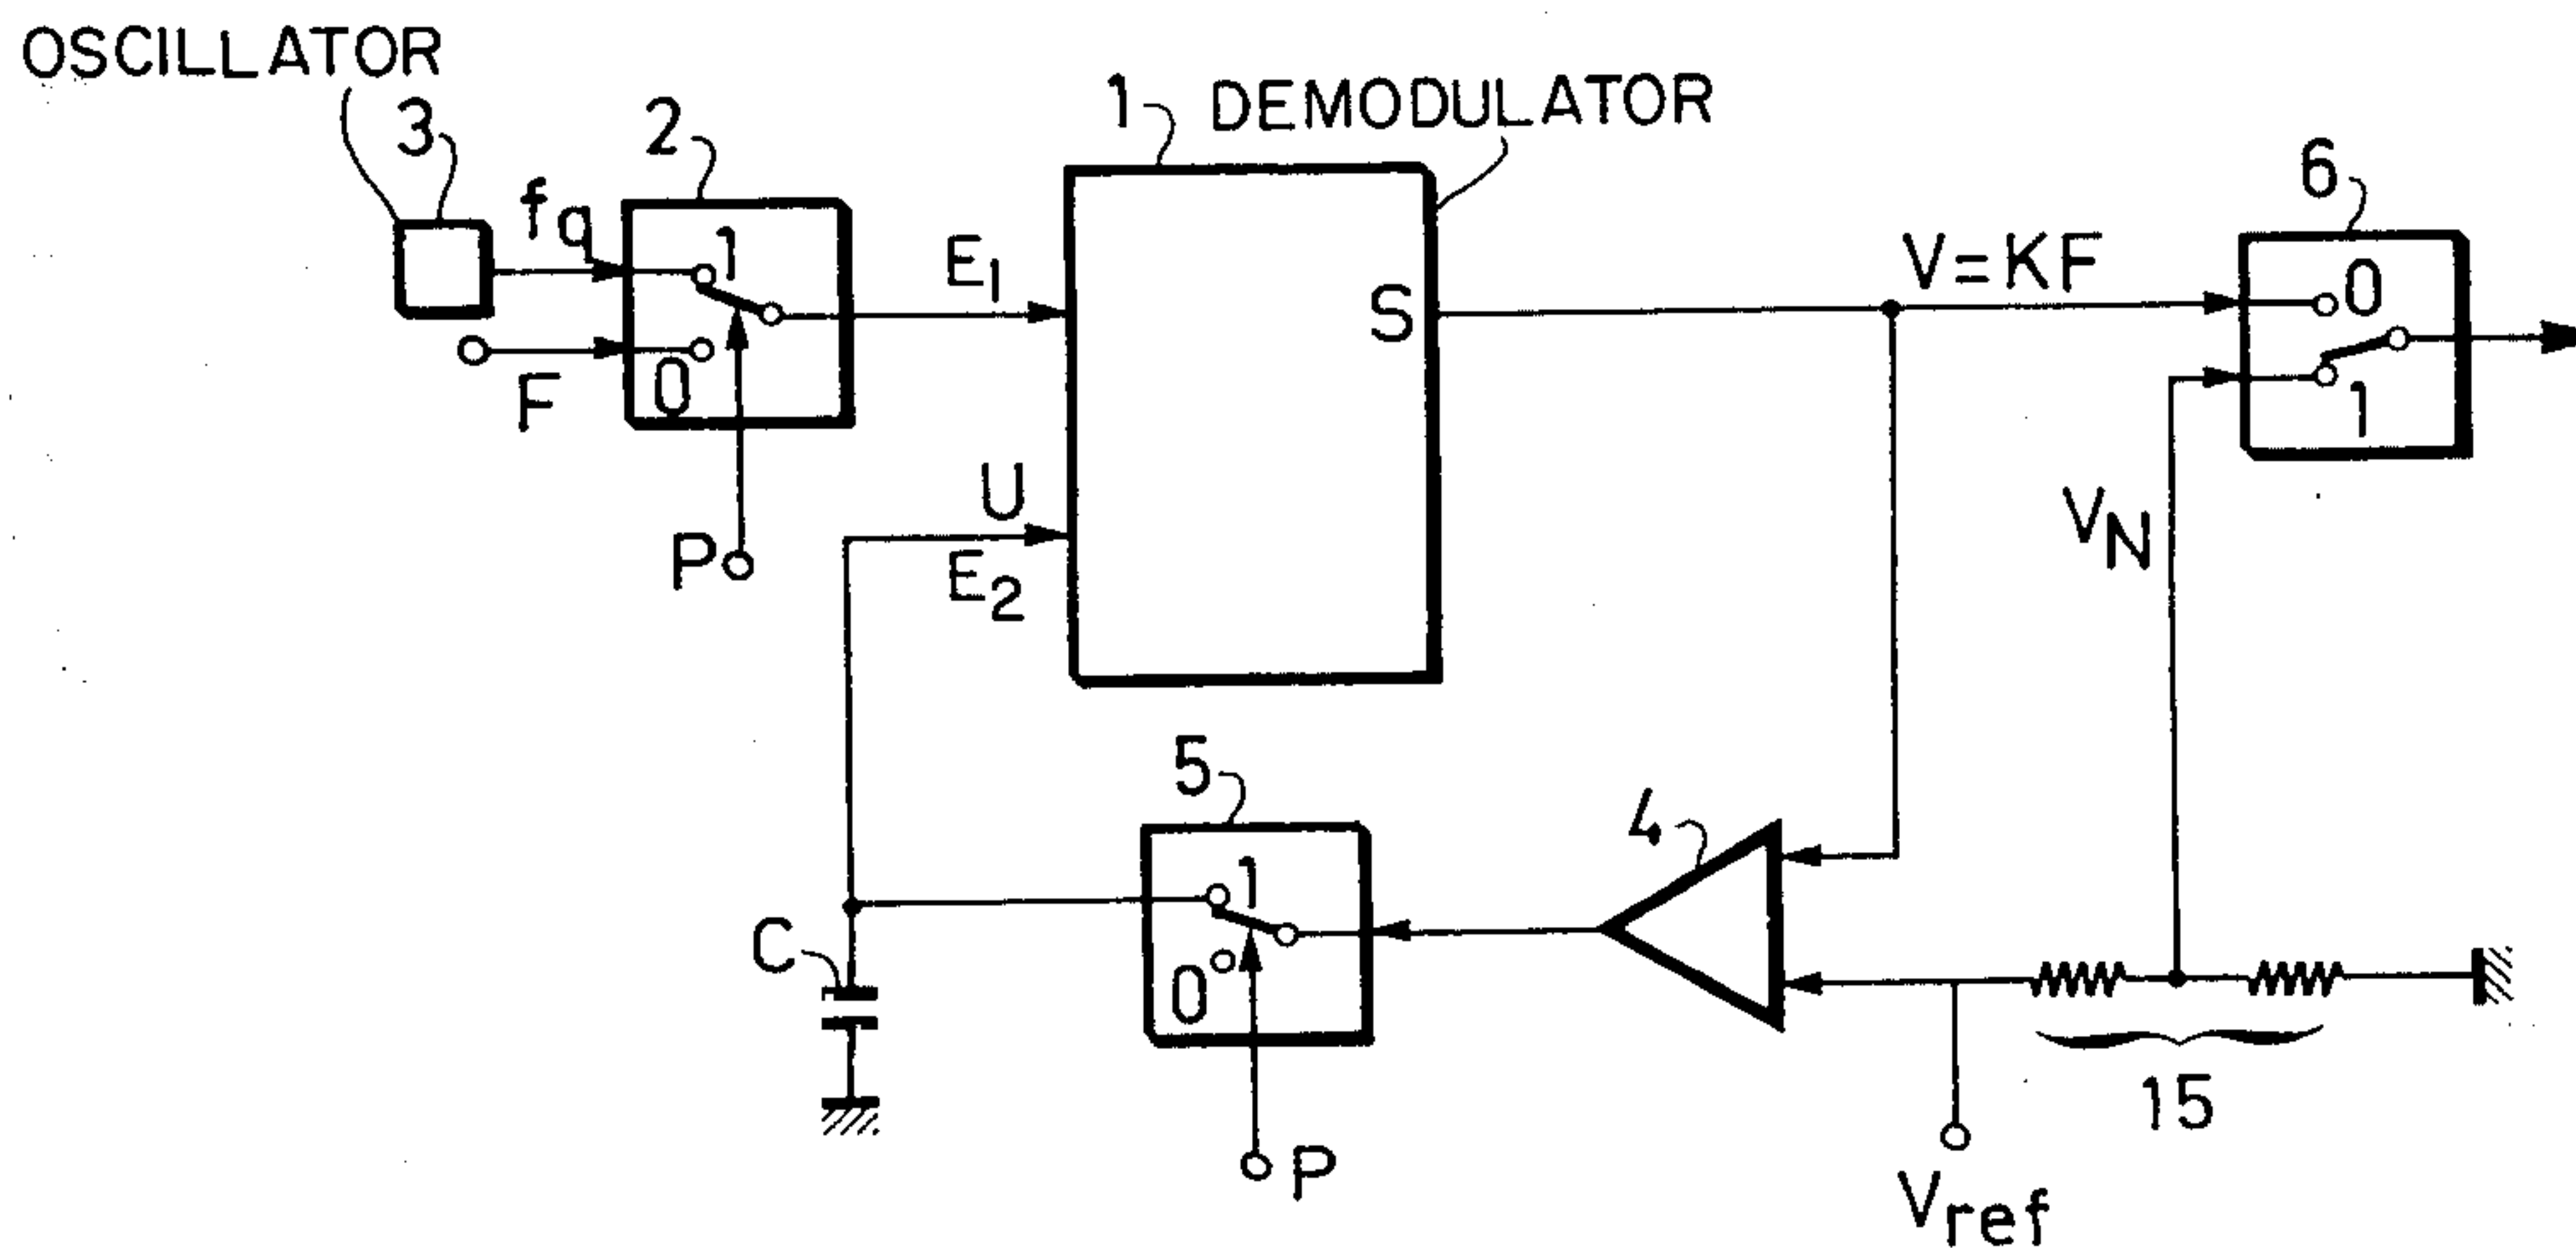 OSCILLATOR
3
2
1 DEMODULATOR
6
fq
1
E1
S
V=KF
0
F
0
1
U
E2
P
VN
5
4
1
C
0
15
P
Vref